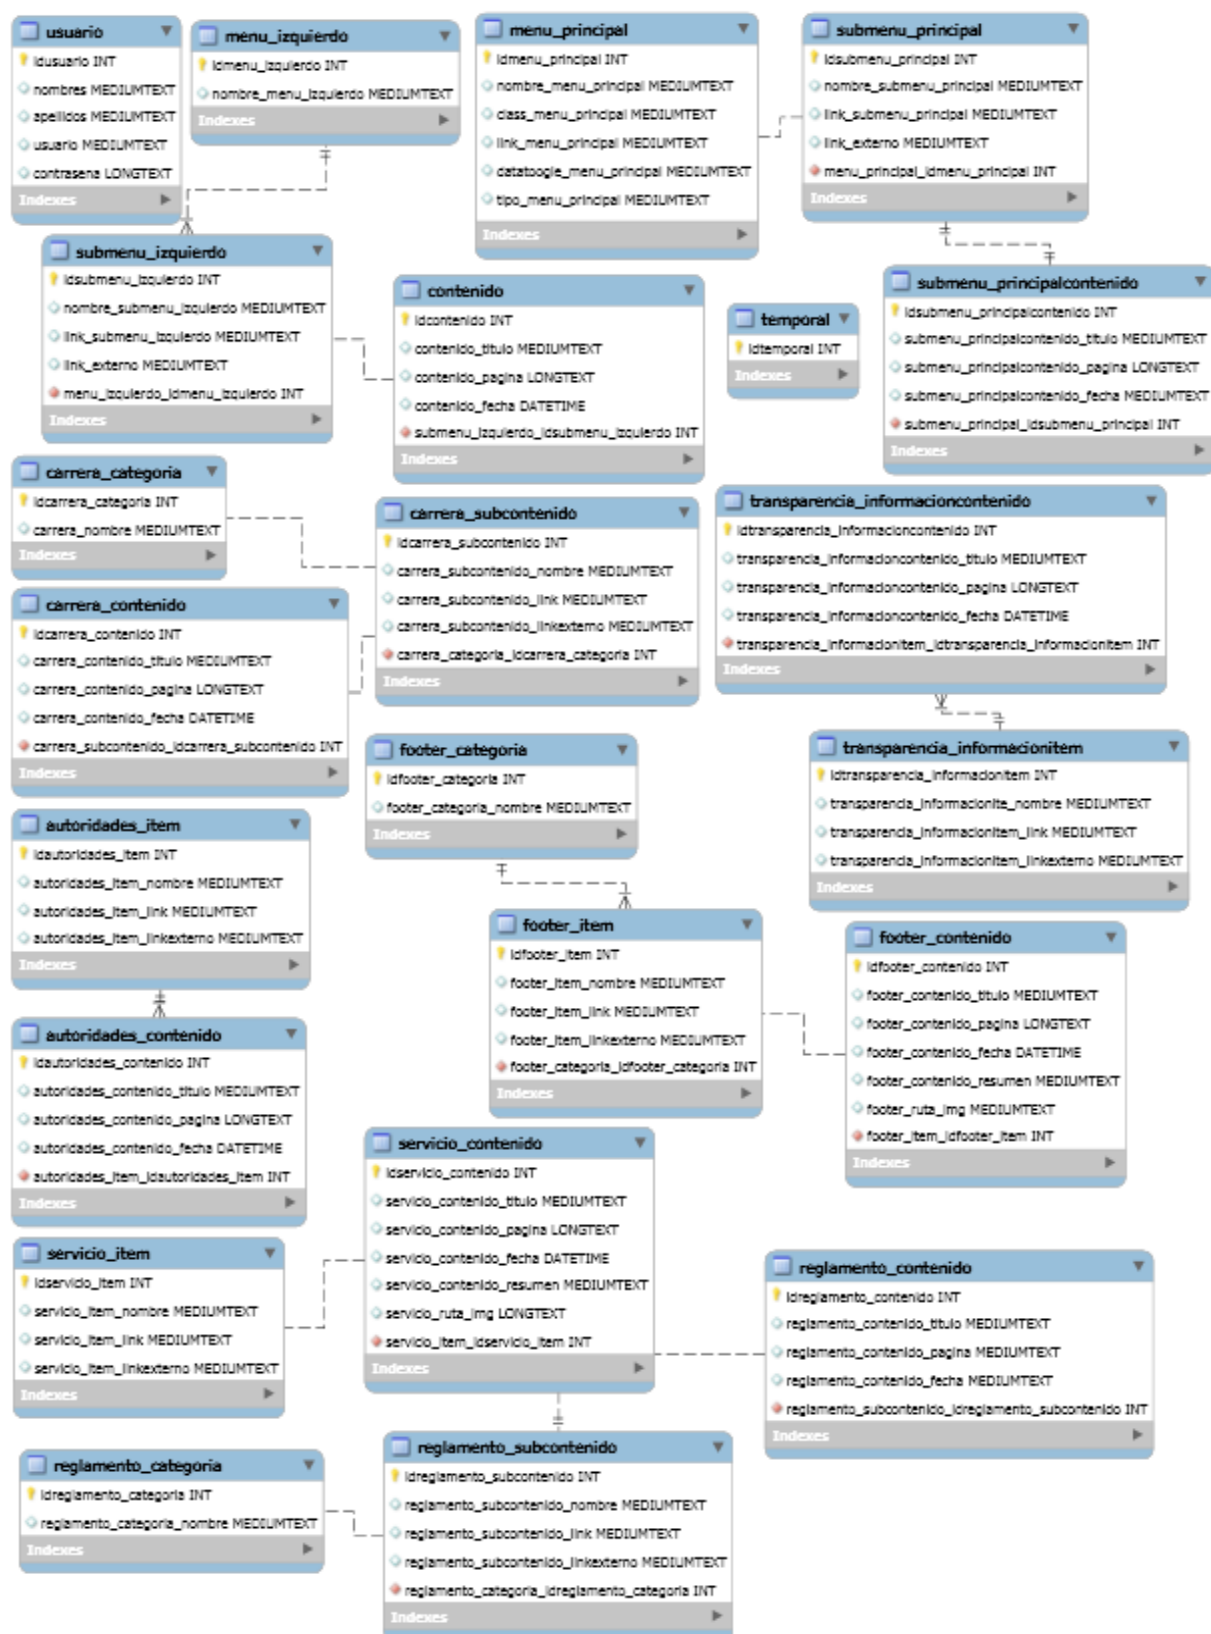 usuario
idusuario INT
nombres MEDIUMTEXT
apellidos MEDIUMTEXT
usuario MEDIUMTEXT
contrasena LONGTEXT
Indexes
menu_izquierdo
idmenu_izquierdo INT
nombre_menu_izquierdo MEDIUMTEXT
Indexes
menu_principal
idmenu_principal INT
nombre_menu_principal MEDIUMTEXT
class_menu_principal MEDIUMTEXT
link_menu_principal MEDIUMTEXT
datatoogle_menu_principal MEDIUMTEXT
tipo_menu_principal MEDIUMTEXT
Indexes
submenu_principal
idsubmenu_principal INT
nombre_submenu_principal MEDIUMTEXT
link_submenu_principal MEDIUMTEXT
link_externo MEDIUMTEXT
menu_principal_idmenu_principal INT
Indexes
submenu_izquierdo
idsubmenu_izquierdo INT
nombre_submenu_izquierdo MEDIUMTEXT
link_submenu_izquierdo MEDIUMTEXT
link_externo MEDIUMTEXT
menu_izquierdo_idmenu_izquierdo INT
Indexes
contenido
idcontenido INT
contenido_titulo MEDIUMTEXT
contenido_pagina LONGTEXT
contenido_fecha DATETIME
submenu_izquierdo_idsubmenu_izquierdo INT
Indexes
temporal
idtemporal INT
Indexes
submenu_principalcontenido
idsubmenu_principalcontenido INT
submenu_principalcontenido_titulo MEDIUMTEXT
submenu_principalcontenido_pagina LONGTEXT
submenu_principalcontenido_fecha MEDIUMTEXT
submenu_principal_idsubmenu_principal INT
Indexes
carrera_categoria
idcarrera_categoria INT
carrera_nombre MEDIUMTEXT
Indexes
carrera_subcontenido
idcarrera_subcontenido INT
carrera_subcontenido_nombre MEDIUMTEXT
carrera_subcontenido_link MEDIUMTEXT
carrera_subcontenido_linkexterno MEDIUMTEXT
carrera_categoria_idcarrera_categoria INT
Indexes
transparencia_informacioncontenido
idtransparencia_informacioncontenido INT
transparencia_informacioncontenido_titulo MEDIUMTEXT
transparencia_informacioncontenido_pagina LONGTEXT
transparencia_informacioncontenido_fecha DATETIME
transparencia_informacionitem_idtransparencia_informacionitem INT
Indexes
carrera_contenido
idcarrera_contenido INT
carrera_contenido_titulo MEDIUMTEXT
carrera_contenido_pagina LONGTEXT
carrera_contenido_fecha DATETIME
carrera_subcontenido_idcarrera_subcontenido INT
Indexes
footer_categoria
idfooter_categoria INT
footer_categoria_nombre MEDIUMTEXT
Indexes
transparencia_informacionitem
idtransparencia_informacionitem INT
transparencia_informacionite_nombre MEDIUMTEXT
transparencia_informacionitem_link MEDIUMTEXT
transparencia_informacionitem_linkexterno MEDIUMTEXT
Indexes
autoridades_item
idautoridades_item INT
autoridades_item_nombre MEDIUMTEXT
autoridades_item_link MEDIUMTEXT
autoridades_item_linkexterno MEDIUMTEXT
Indexes
footer_item
idfooter_item INT
footer_item_nombre MEDIUMTEXT
footer_item_link MEDIUMTEXT
footer_item_linkexterno MEDIUMTEXT
footer_categoria_idfooter_categoria INT
Indexes
footer_contenido
idfooter_contenido INT
footer_contenido_titulo MEDIUMTEXT
footer_contenido_pagina LONGTEXT
footer_contenido_fecha DATETIME
footer_contenido_resumen MEDIUMTEXT
footer_ruta_img MEDIUMTEXT
footer_item_idfooter_item INT
Indexes
autoridades_contenido
idautoridades_contenido INT
autoridades_contenido_titulo MEDIUMTEXT
autoridades_contenido_pagina LONGTEXT
autoridades_contenido_fecha DATETIME
autoridades_item_idautoridades_item INT
Indexes
servicio_contenido
idservicio_contenido INT
servicio_contenido_titulo MEDIUMTEXT
servicio_contenido_pagina LONGTEXT
servicio_contenido_fecha DATETIME
servicio_contenido_resumen MEDIUMTEXT
servicio_ruta_img LONGTEXT
servicio_item_idservicio_item INT
Indexes
servicio_item
idservicio_item INT
servicio_item_nombre MEDIUMTEXT
servicio_item_link MEDIUMTEXT
servicio_item_linkexterno MEDIUMTEXT
Indexes
reglamento_contenido
idreglamento_contenido INT
reglamento_contenido_titulo MEDIUMTEXT
reglamento_contenido_pagina MEDIUMTEXT
reglamento_contenido_fecha MEDIUMTEXT
reglamento_subcontenido_idreglamento_subcontenido INT
Indexes
reglamento_categoria
idreglamento_categoria INT
reglamento_categoria_nombre MEDIUMTEXT
Indexes
reglamento_subcontenido
idreglamento_subcontenido INT
reglamento_subcontenido_nombre MEDIUMTEXT
reglamento_subcontenido_link MEDIUMTEXT
reglamento_subcontenido_linkexterno MEDIUMTEXT
reglamento_categoria_idreglamento_categoria INT
Indexes